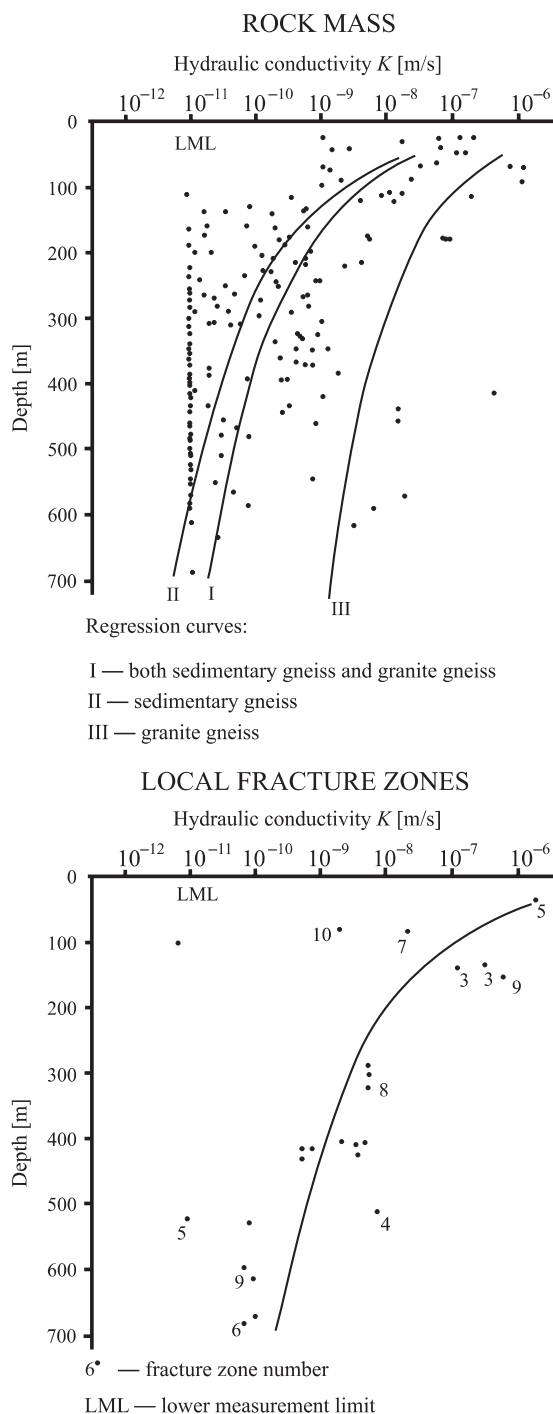 ROCK MASS
Hydraulic conductivity K [m/s]
10−12 10−11 10−10 10−9 10−8 10−7 10−6
0
LML
100
200
300
400
500
600
700
Depth [m]
II I III
Regression curves:
I — both sedimentary gneiss and granite gneiss
II — sedimentary gneiss
III — granite gneiss
LOCAL FRACTURE ZONES
Hydraulic conductivity K [m/s]
10−12 10−11 10−10 10−9 10−8 10−7 10−6
0
LML
5
100
10 7
3 3 9
200
300
8
400
500
5 4
600
9
700
6
Depth [m]
6• — fracture zone number
LML — lower measurement limit